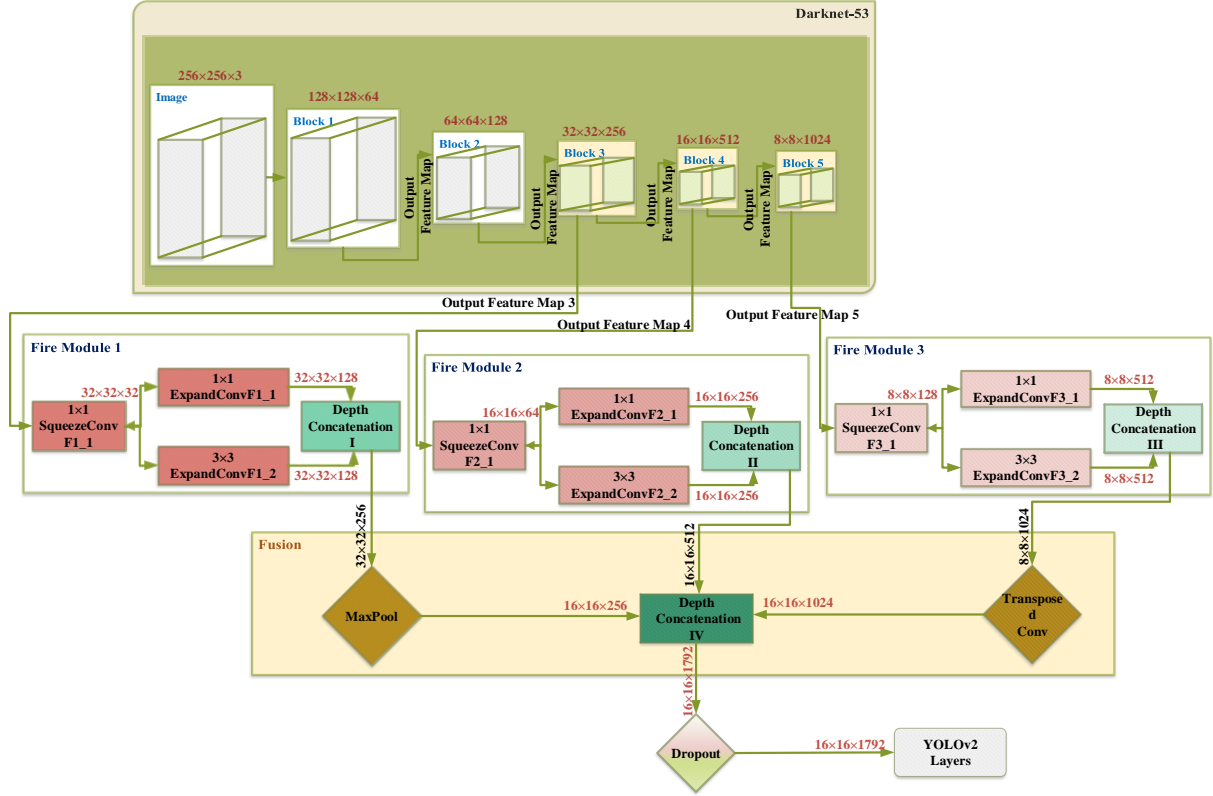 Darknet-53
256×256×3
Image
128×128×64
Block 1
64×64×128
Block 2
32×32×256
Block 3
16×16×512
Block 4
8×8×1024
Block 5
Output
Feature Map
Output
Feature Map
Output
Feature Map
Output
Feature Map
Output Feature Map 3
Output Feature Map 4
Output Feature Map 5
Fire Module 1
1×1
SqueezeConv
F1_1
32×32×32
1×1
ExpandConvF1_1
32×32×128
3×3
ExpandConvF1_2
32×32×128
Depth
Concatenation
I
Fire Module 2
1×1
SqueezeConv
F2_1
16×16×64
1×1
ExpandConvF2_1
16×16×256
3×3
ExpandConvF2_2
16×16×256
Depth
Concatenation
II
Fire Module 3
1×1
SqueezeConv
F3_1
8×8×128
1×1
ExpandConvF3_1
8×8×512
3×3
ExpandConvF3_2
8×8×512
Depth
Concatenation
III
32×32×256
16×16×512
8×8×1024
Fusion
MaxPool
16×16×256
Depth
Concatenation
IV
16×16×1024
Transpose
d
Conv
16×16×1792
Dropout
16×16×1792
YOLOv2
Layers